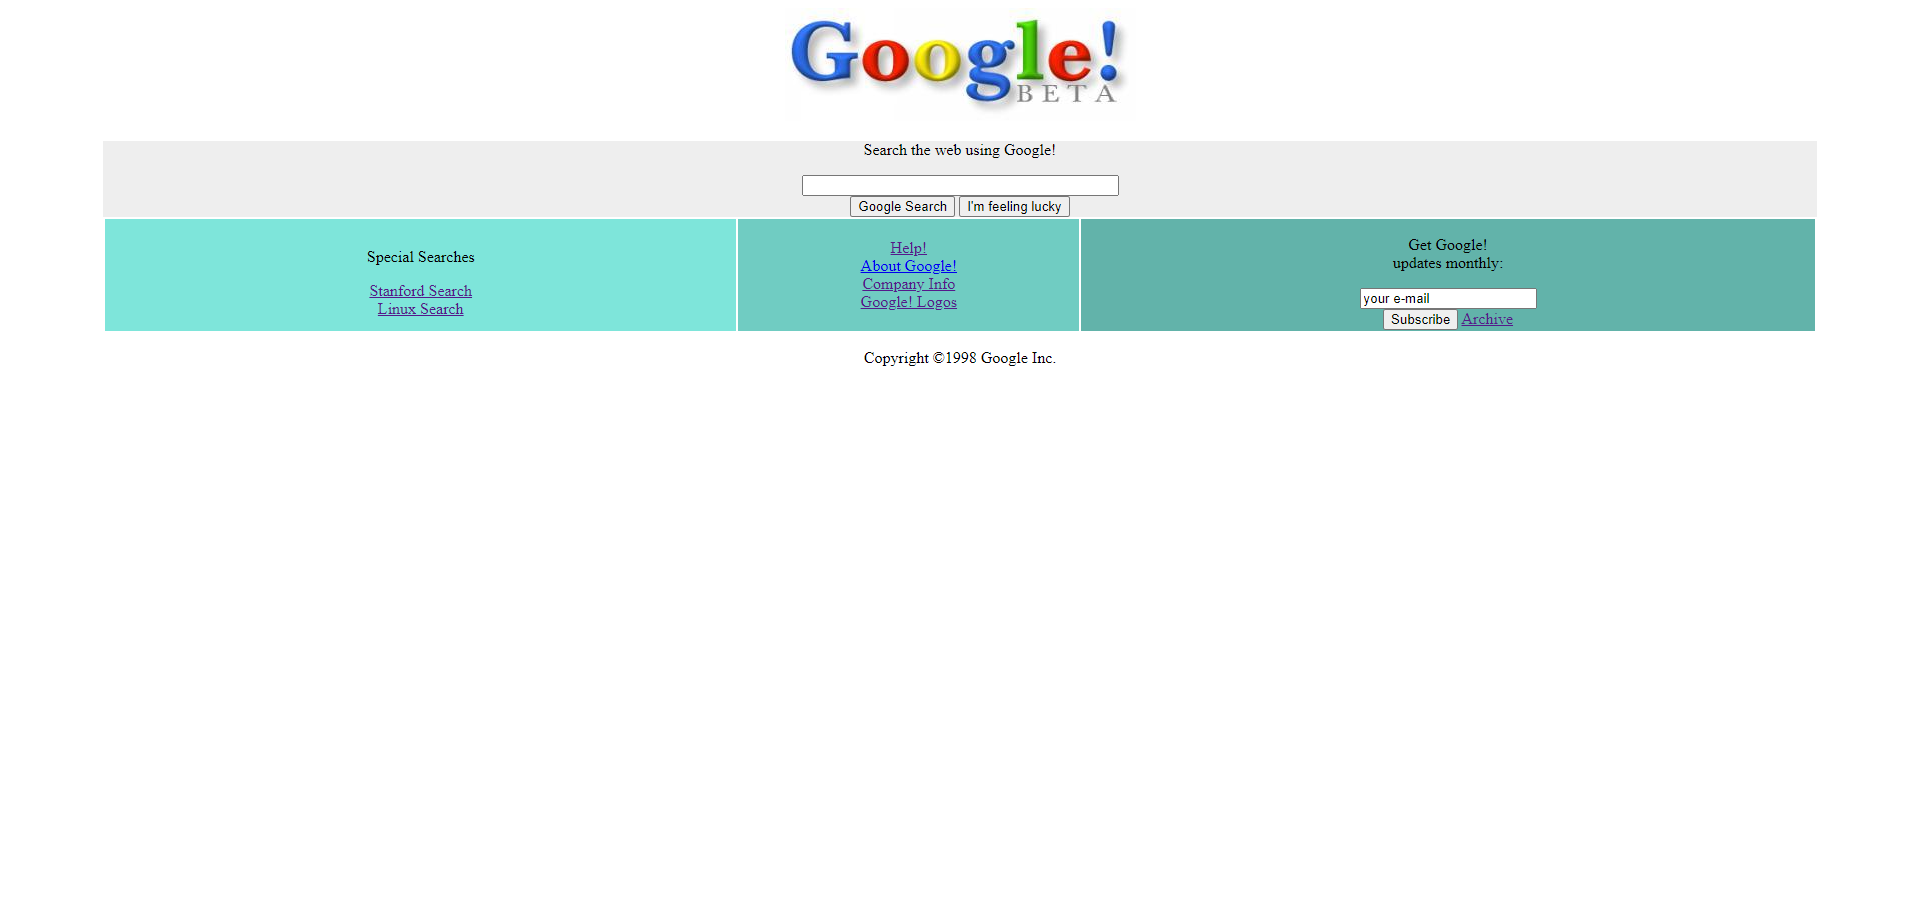 Google!
BETA
Search the web using Google!
Google Search I'm feeling lucky
Special Searches
Stanford Search
Linux Search
Help!
About Google!
Company Info
Google! Logos
Get Google!
updates monthly:
your e-mail
Subscribe Archive
Copyright ©1998 Google Inc.